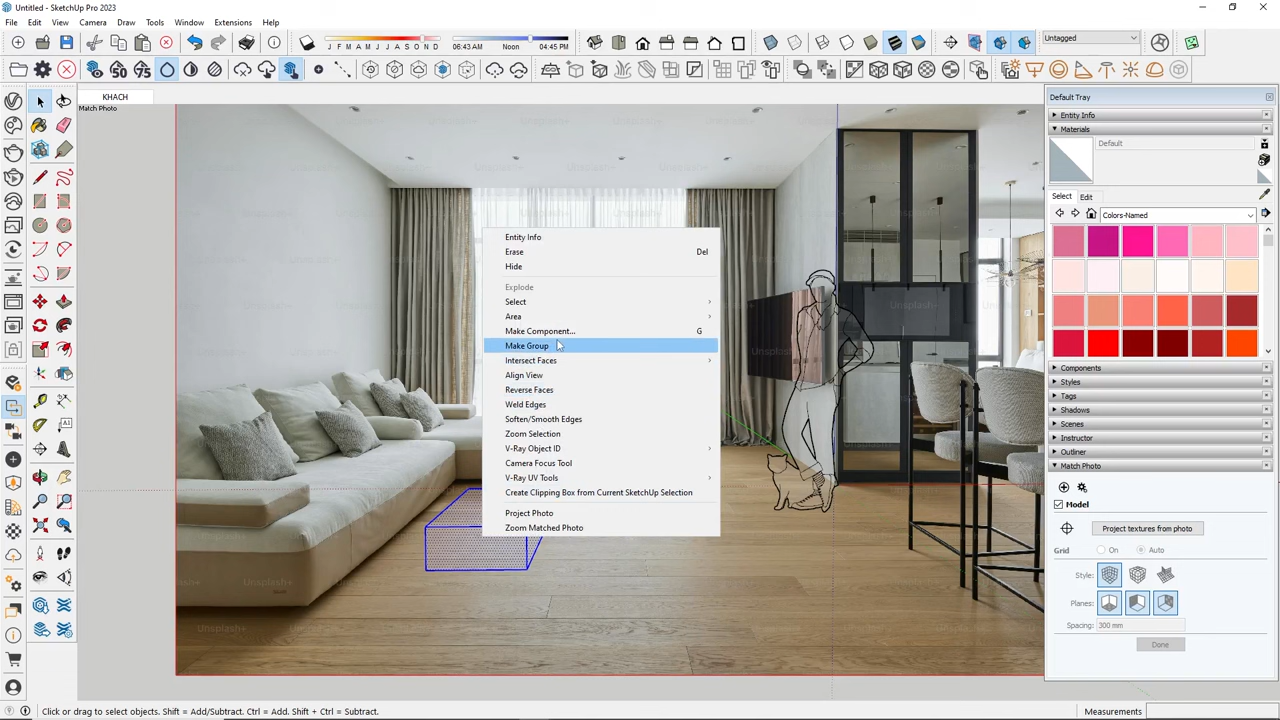 Untitled - SketchUp Pro 2023
File Edit View Camera Draw Tools Window Extensions Help
J F M A M J J A S O N D
06:43 AM Noon 04:45 PM
Untagged
50 75
KHACH
Match Photo
Default Tray
Entity Info
Materials
Default
Select Edit
Colors-Named
Components
Styles
Tags
Shadows
Scenes
Instructor
Outliner
Match Photo
Model
Project textures from photo
Grid On Auto
Style:
Planes:
Spacing: 300 mm
Done
Entity Info
Erase Del
Hide
Explode
Select
Area
Make Component... G
Make Group
Intersect Faces
Align View
Reverse Faces
Weld Edges
Soften/Smooth Edges
Zoom Selection
V-Ray Object ID
Camera Focus Tool
V-Ray UV Tools
Create Clipping Box from Current SketchUp Selection
Project Photo
Zoom Matched Photo
Unsplash+
Click or drag to select objects. Shift = Add/Subtract. Ctrl = Add. Shift + Ctrl = Subtract.
Measurements